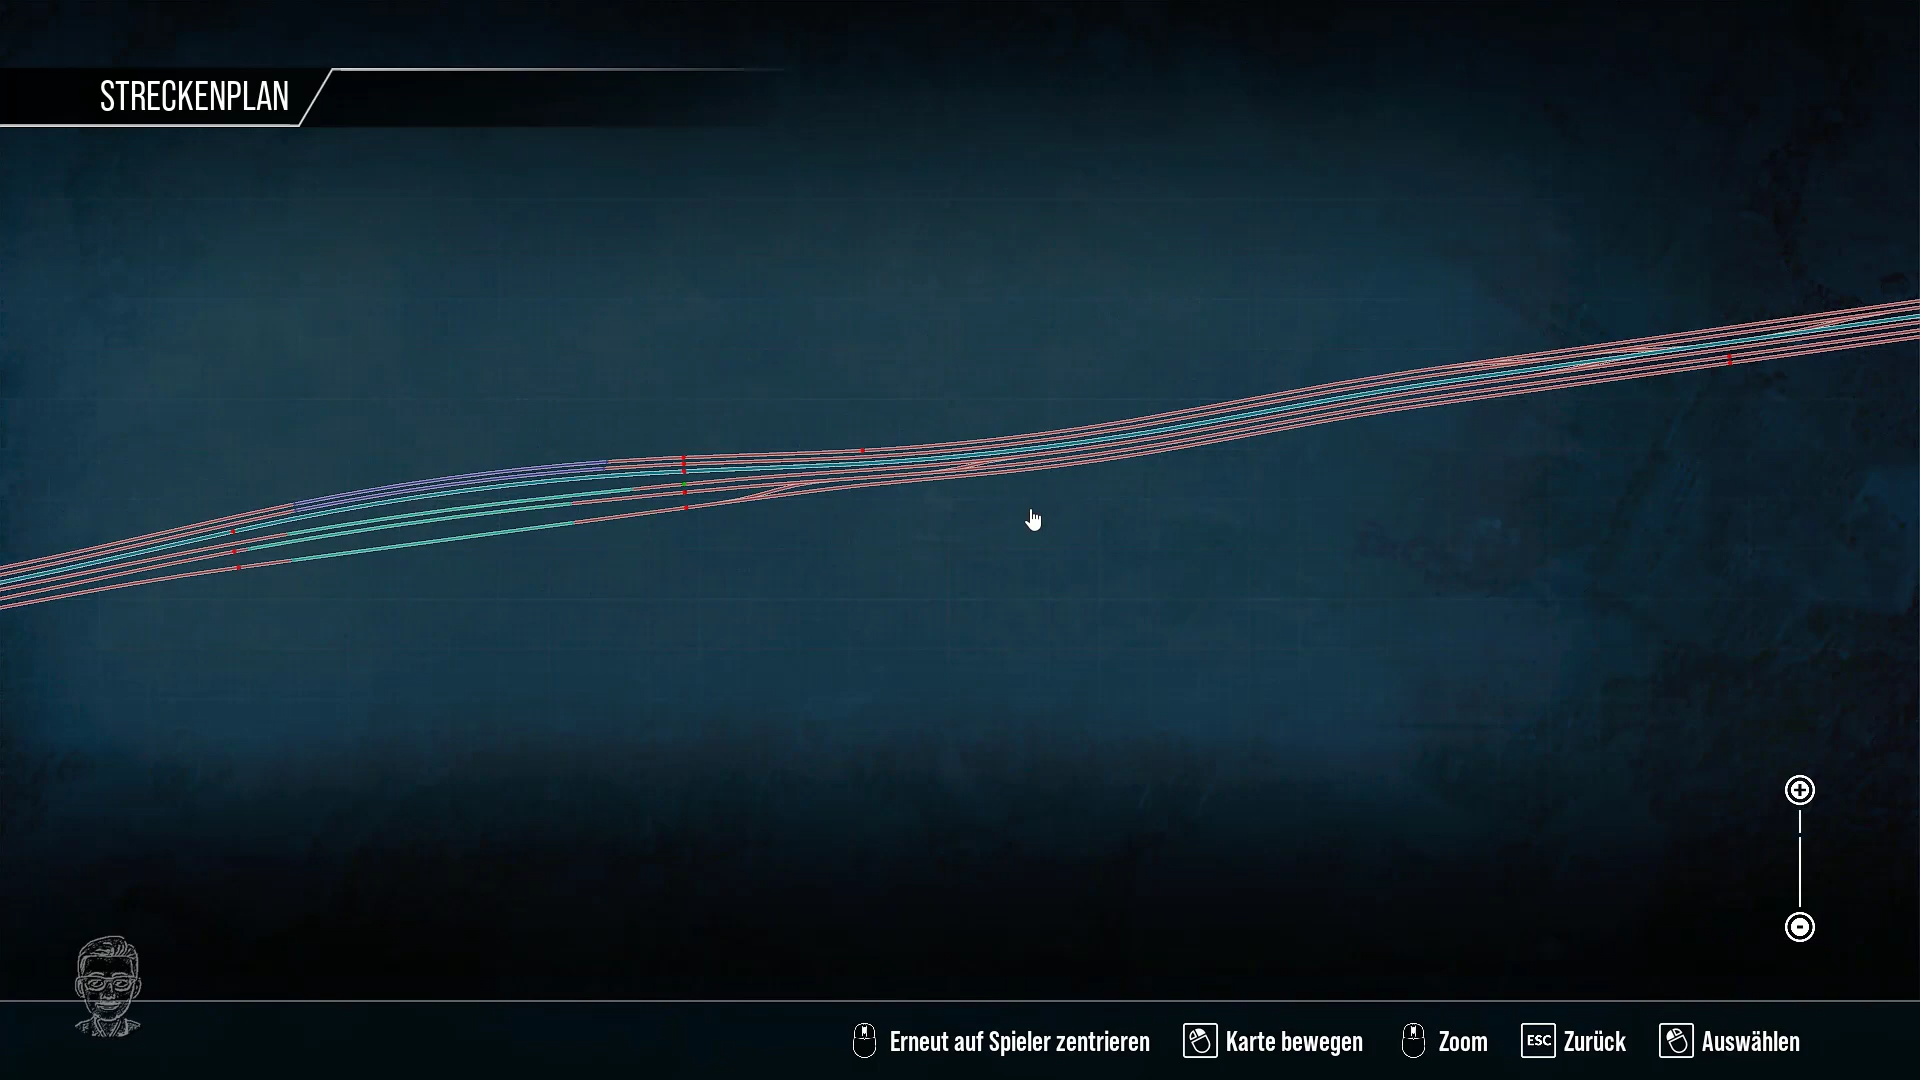 STRECKENPLAN
+
-
Erneut auf Spieler zentrieren
Karte bewegen
Zoom
ESC Zurück
Auswählen